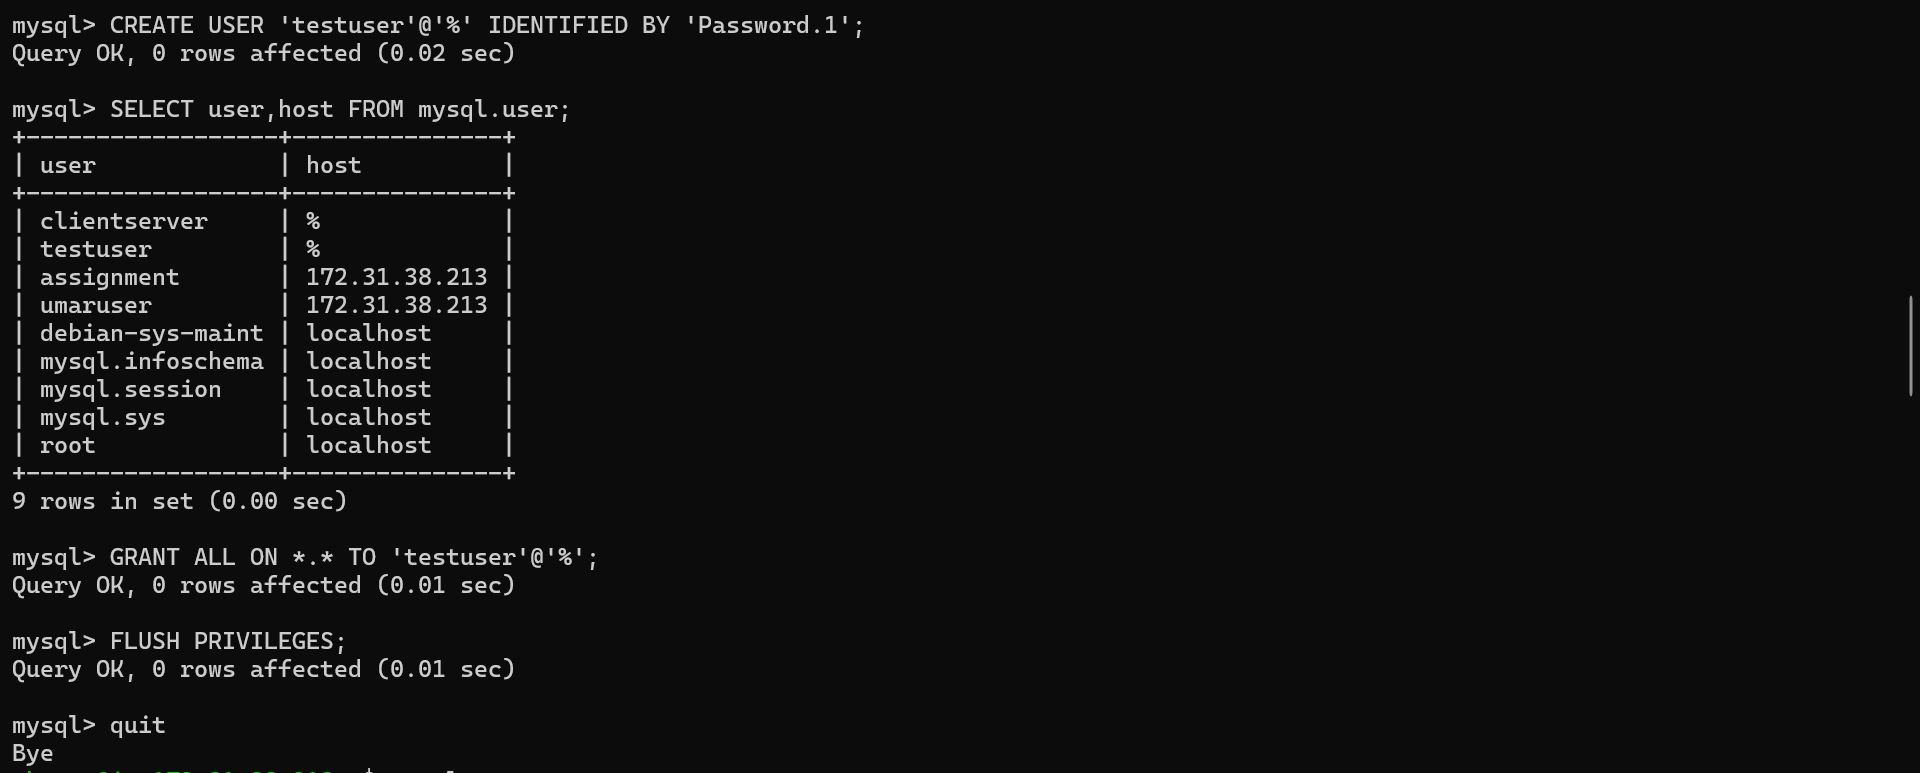 mysql> CREATE USER 'testuser'@'%' IDENTIFIED BY 'Password.1';
Query OK, 0 rows affected (0.02 sec)
mysql> SELECT user,host FROM mysql.user;
+------------------+---------------+
| user             | host          |
+------------------+---------------+
| clientserver     | %             |
| testuser         | %             |
| assignment       | 172.31.38.213 |
| umaruser         | 172.31.38.213 |
| debian-sys-maint | localhost     |
| mysql.infoschema | localhost     |
| mysql.session    | localhost     |
| mysql.sys        | localhost     |
| root             | localhost     |
+------------------+---------------+
9 rows in set (0.00 sec)
mysql> GRANT ALL ON *.* TO 'testuser'@'%';
Query OK, 0 rows affected (0.01 sec)
mysql> FLUSH PRIVILEGES;
Query OK, 0 rows affected (0.01 sec)
mysql> quit
Bye